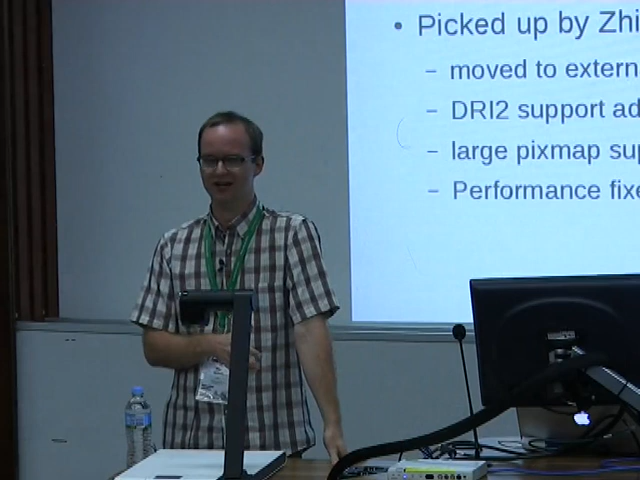 • Picked up by Zhi
– moved to extern
– DRI2 support ad
– large pixmap sup
– Performance fixe